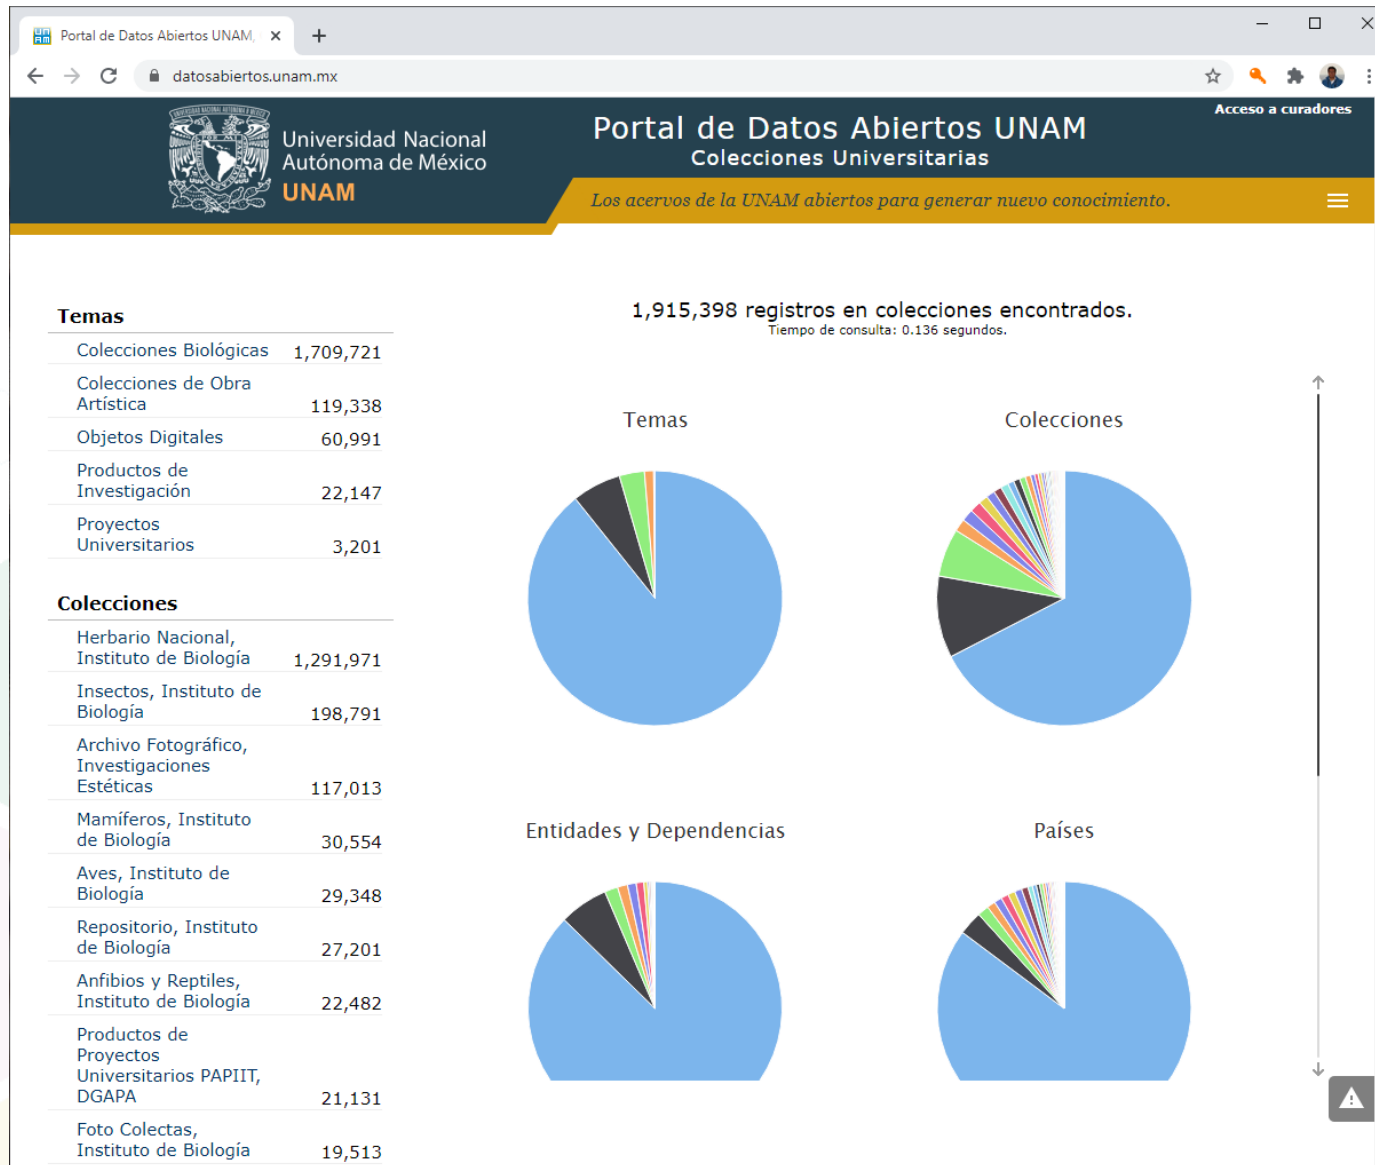 Portal de Datos Abiertos UNAM,
datosabiertos.unam.mx
Acceso a curadores
Universidad Nacional
Autónoma de México
UNAM
Portal de Datos Abiertos UNAM
Colecciones Universitarias
Los acervos de la UNAM abiertos para generar nuevo conocimiento.
Temas
Colecciones Biológicas 1,709,721
Colecciones de Obra
Artística 119,338
Objetos Digitales 60,991
Productos de
Investigación 22,147
Proyectos
Universitarios 3,201
Colecciones
Herbario Nacional,
Instituto de Biología 1,291,971
Insectos, Instituto de
Biología 198,791
Archivo Fotográfico,
Investigaciones
Estéticas 117,013
Mamíferos, Instituto
de Biología 30,554
Aves, Instituto de
Biología 29,348
Repositorio, Instituto
de Biología 27,201
Anfibios y Reptiles,
Instituto de Biología 22,482
Productos de
Proyectos
Universitarios PAPIIT,
DGAPA 21,131
Foto Colectas,
Instituto de Biología 19,513
1,915,398 registros en colecciones encontrados.
Tiempo de consulta: 0.136 segundos.
Temas
Colecciones
Entidades y Dependencias
Países